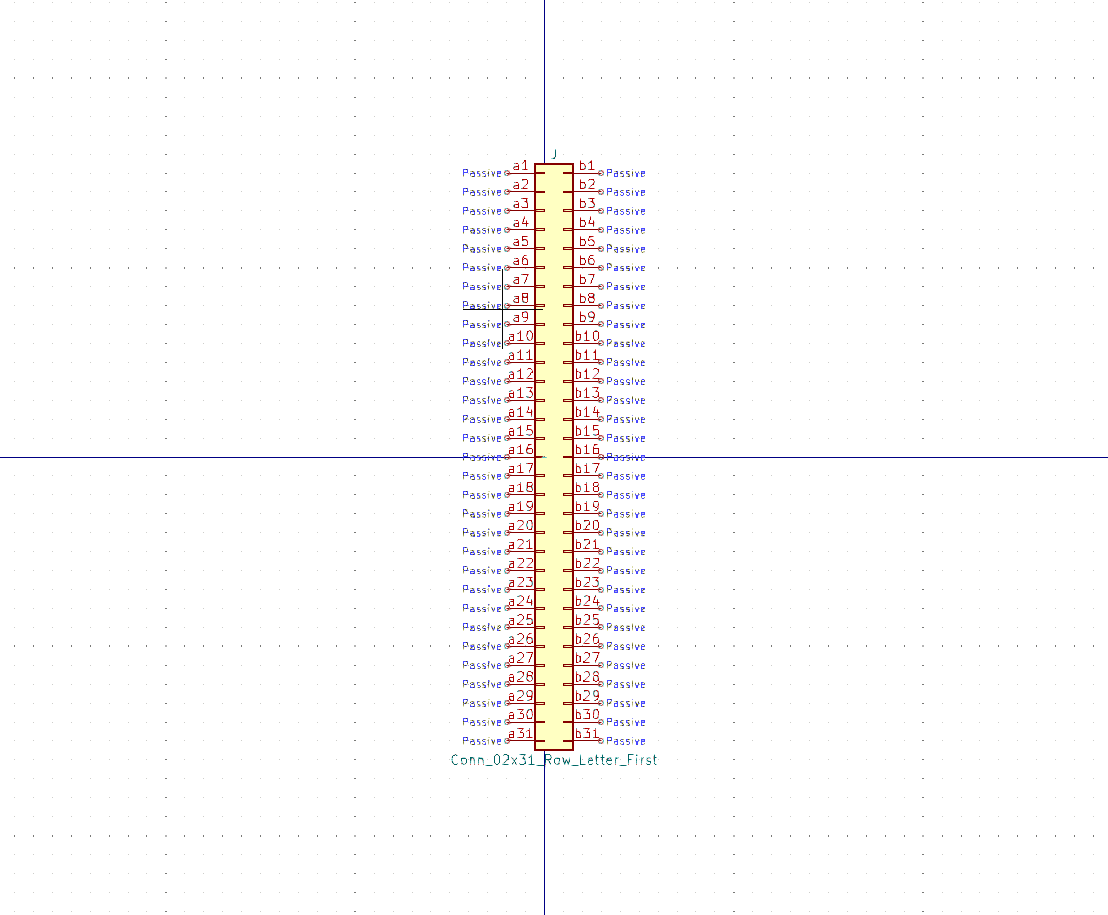 J
Passive a1 b1 Passive
Passive a2 b2 Passive
Passive a3 b3 Passive
Passive a4 b4 Passive
Passive a5 b5 Passive
Passive a6 b6 Passive
Passive a7 b7 Passive
Passive a8 b8 Passive
Passive a9 b9 Passive
Passive a10 b10 Passive
Passive a11 b11 Passive
Passive a12 b12 Passive
Passive a13 b13 Passive
Passive a14 b14 Passive
Passive a15 b15 Passive
Passive a16 b16 Passive
Passive a17 b17 Passive
Passive a18 b18 Passive
Passive a19 b19 Passive
Passive a20 b20 Passive
Passive a21 b21 Passive
Passive a22 b22 Passive
Passive a23 b23 Passive
Passive a24 b24 Passive
Passive a25 b25 Passive
Passive a26 b26 Passive
Passive a27 b27 Passive
Passive a28 b28 Passive
Passive a29 b29 Passive
Passive a30 b30 Passive
Passive a31 b31 Passive
Conn_02x31_Row_Letter_First